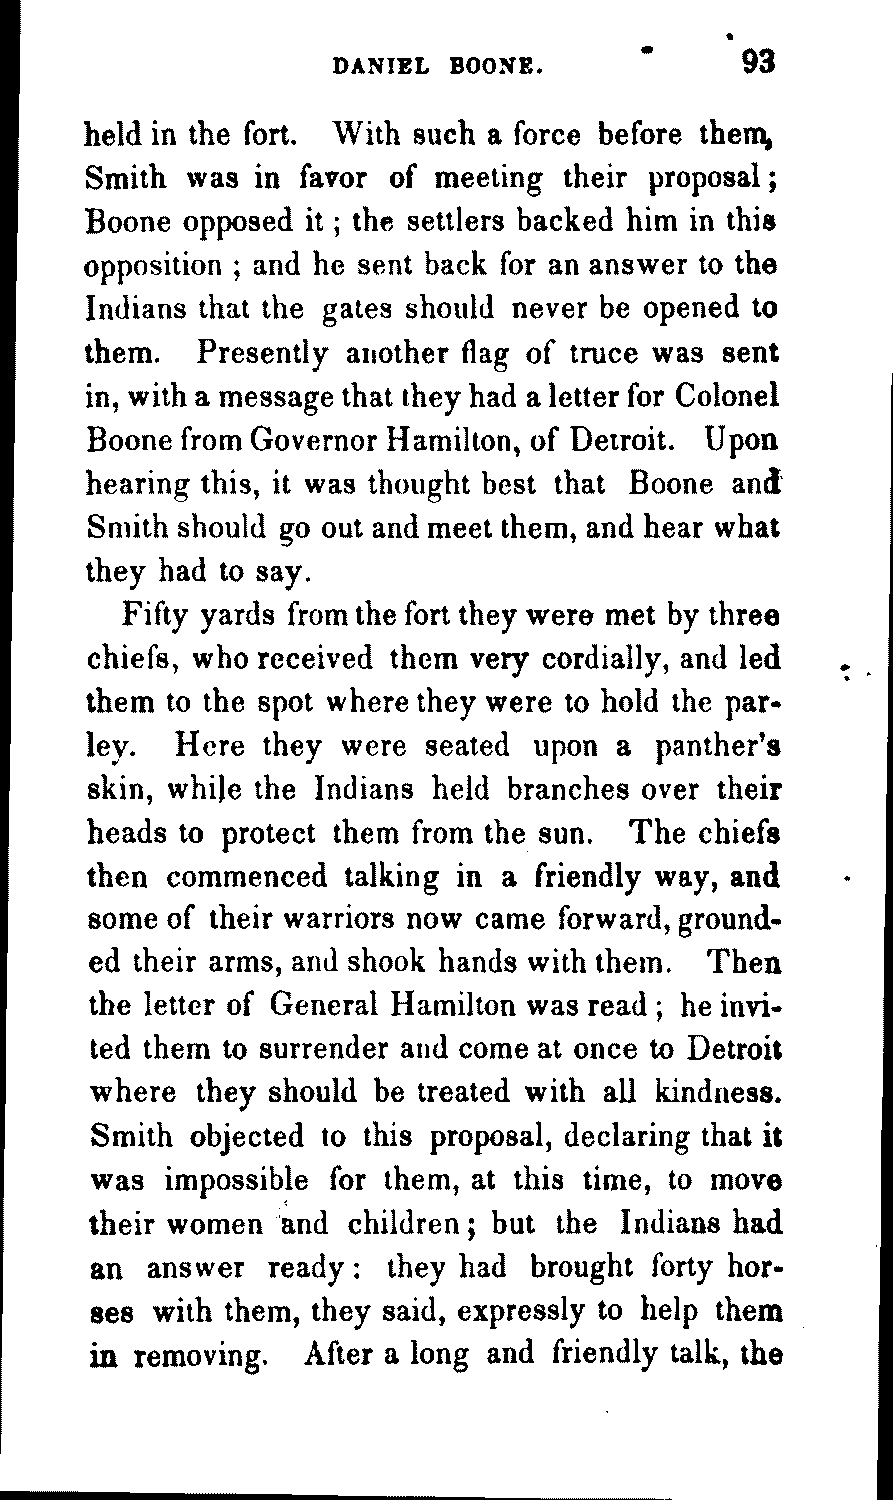 DANIEL BOONE. 93
held in the fort. With such a force before them,
Smith was in favor of meeting their proposal;
Boone opposed it; the settlers backed him in this
opposition; and he sent back for an answer to the
Indians that the gates should never be opened to
them. Presently another flag of truce was sent
in, with a message that they had a letter for Colonel
Boone from Governor Hamilton, of Detroit. Upon
hearing this, it was thought best that Boone and
Smith should go out and meet them, and hear what
they had to say.
Fifty yards from the fort they were met by three
chiefs, who received them very cordially, and led
them to the spot where they were to hold the par-
ley. Here they were seated upon a panther's
skin, while the Indians held branches over their
heads to protect them from the sun. The chiefs
then commenced talking in a friendly way, and
some of their warriors now came forward, ground-
ed their arms, and shook hands with them. Then
the letter of General Hamilton was read; he invi-
ted them to surrender and come at once to Detroit
where they should be treated with all kindness.
Smith objected to this proposal, declaring that it
was impossible for them, at this time, to move
their women and children; but the Indians had
an answer ready: they had brought forty hor-
ses with them, they said, expressly to help them
in removing. After a long and friendly talk, the